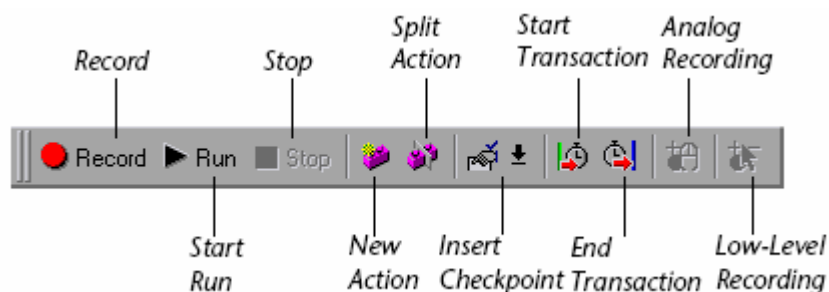 Split Action
Start Transaction
Analog Recording
Record
Stop
Record
Run
Stop
Start Run
New Action
Insert Checkpoint
End Transaction
Low-Level Recording